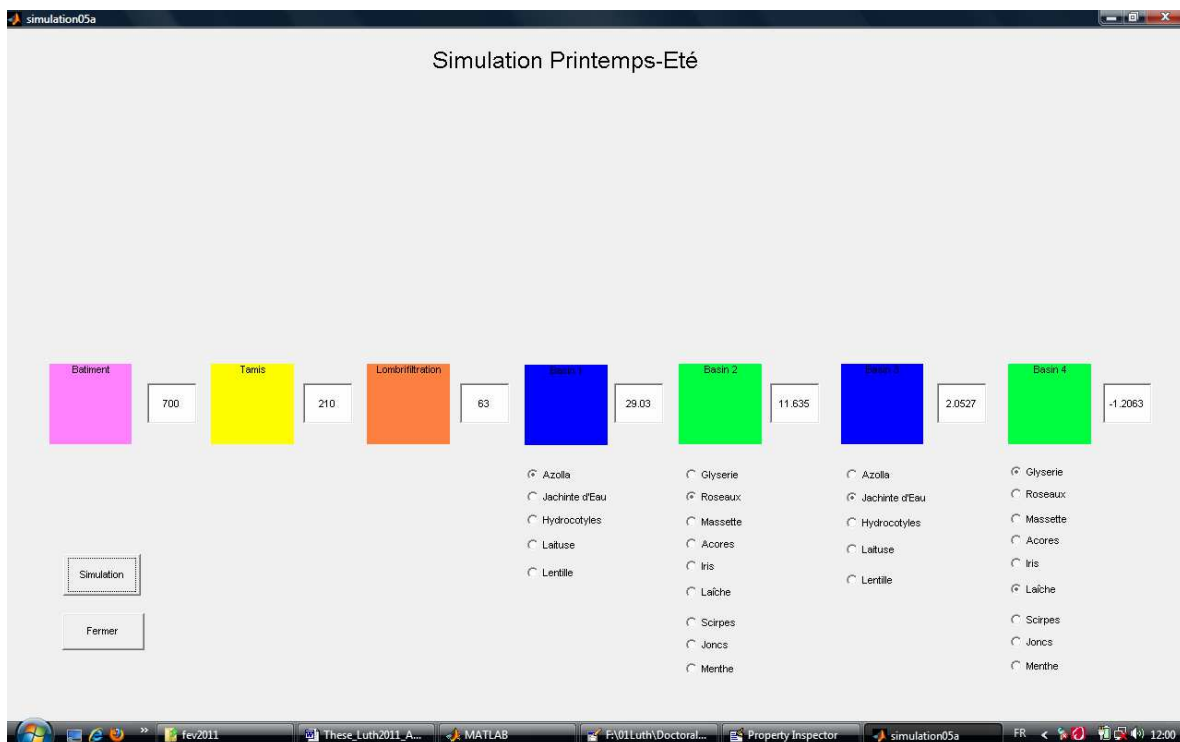 simulation05a
Simulation Printemps-Eté
Batiment
Tamis
Lombrifiltration
Basin 1
Basin 2
Basin 3
Basin 4
700
210
63
29.03
11.635
2.0527
-1.2063
Azolla
Jachinte d'Eau
Hydrocotyles
Laituse
Lentille
Glyserie
Roseaux
Massette
Acores
Iris
Laîche
Scirpes
Joncs
Menthe
Azolla
Jachinte d'Eau
Hydrocotyles
Laituse
Lentille
Glyserie
Roseaux
Massette
Acores
Iris
Laîche
Scirpes
Joncs
Menthe
Simulation
Fermer
fev2011
These_Luth2011_A...
MATLAB
F:\01Luth\Doctoral...
Property Inspector
simulation05a
FR
12:00